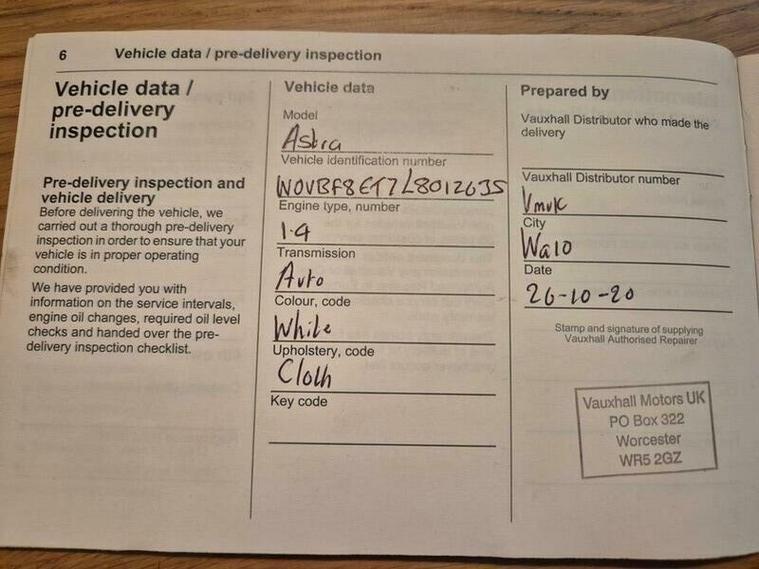 6 Vehicle data / pre-delivery inspection
Vehicle data /
pre-delivery
inspection
Pre-delivery inspection and
vehicle delivery
Before delivering the vehicle, we
carried out a thorough pre-delivery
inspection in order to ensure that your
vehicle is in proper operating
condition.
We have provided you with
information on the service intervals,
engine oil changes, required oil level
checks and handed over the pre-
delivery inspection checklist.
Vehicle data
Model
Astra
Vehicle identification number
W0VBF8ET7L8012635
Engine type, number
1.4
Transmission
Auto
Colour, code
White
Upholstery, code
Cloth
Key code
Prepared by
Vauxhall Distributor who made the
delivery
Vauxhall Distributor number
Vmuk
City
Wa10
Date
26-10-20
Stamp and signature of supplying
Vauxhall Authorised Repairer
Vauxhall Motors UK
PO Box 322
Worcester
WR5 2GZ